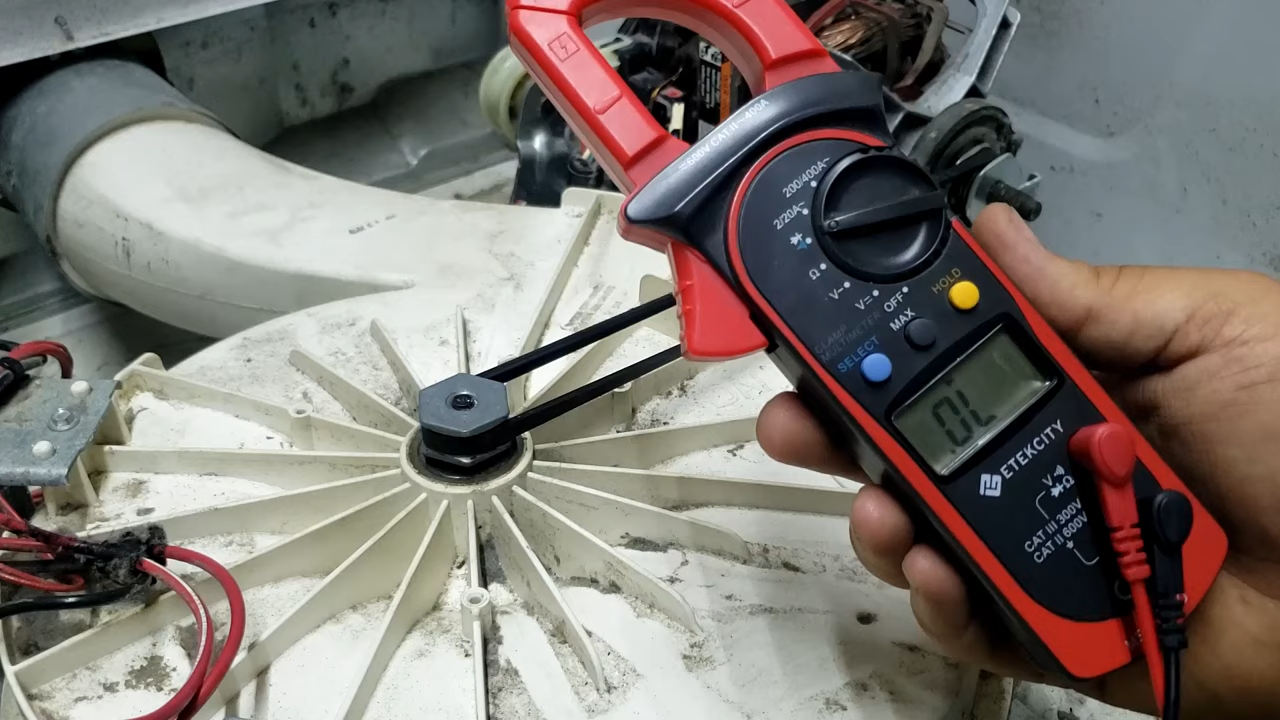 ⎓600V CAT II ~400A
200/400A~
2/20A~
Ω
V~
V⎓
OFF
HOLD
MAX
CLAMP
MULTIMETER
SELECT
OL
ETEKCITY
V
Ω
CAT III 300V
CAT II 600V